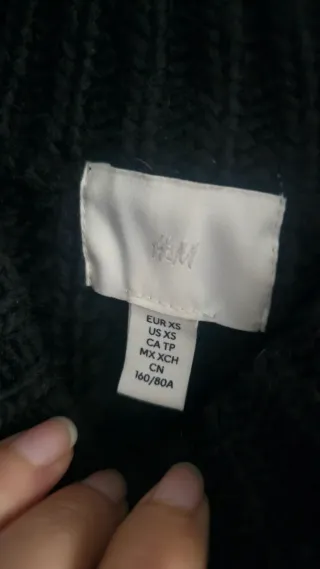 H&M
EUR XS
US XS
CA TP
MX XCH
CN
160/80A